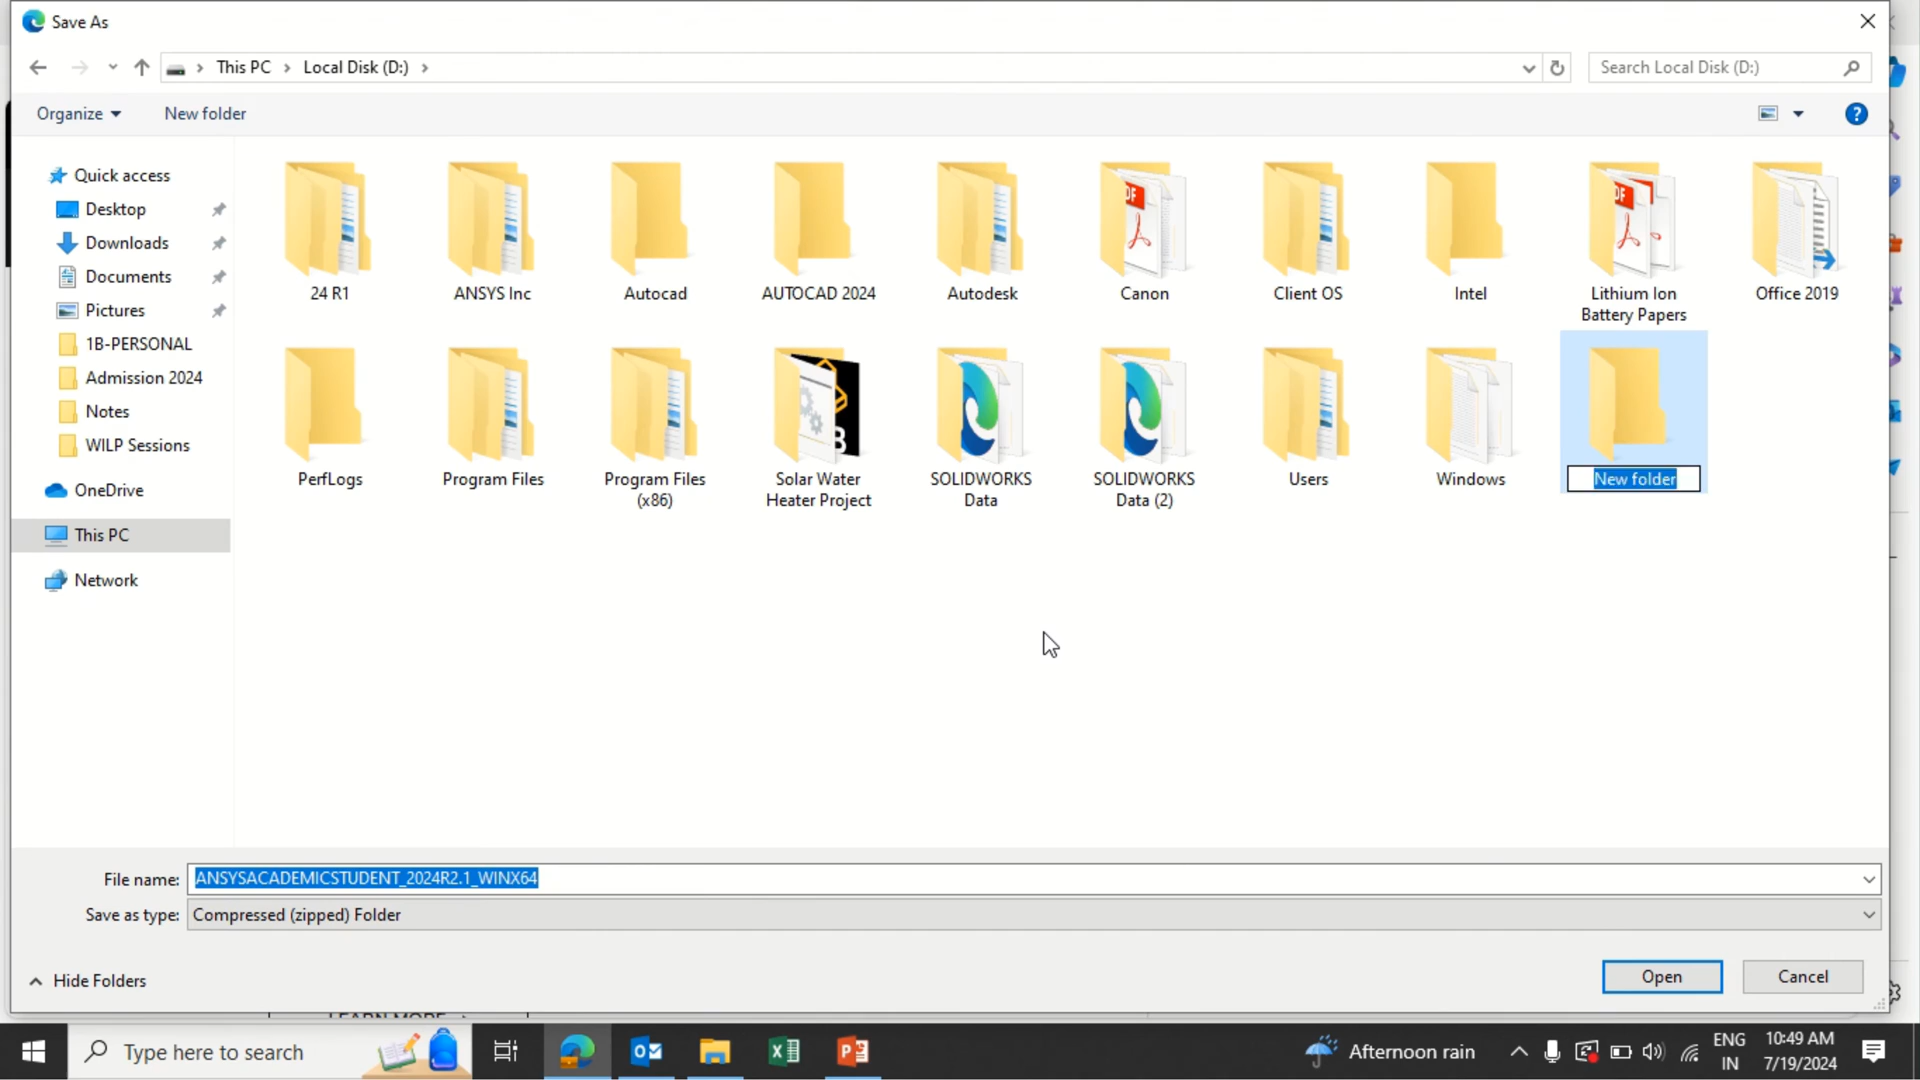 Save As
This PC
Local Disk (D:)
Search Local Disk (D:)
Organize
New folder
Quick access
Desktop
Downloads
Documents
Pictures
1B-PERSONAL
Admission 2024
Notes
WILP Sessions
OneDrive
This PC
Network
24 R1
ANSYS Inc
Autocad
AUTOCAD 2024
Autodesk
Canon
Client OS
Intel
Lithium Ion
Battery Papers
Office 2019
PerfLogs
Program Files
Program Files
(x86)
Solar Water
Heater Project
SOLIDWORKS
Data
SOLIDWORKS
Data (2)
Users
Windows
New folder
File name: ANSYSACADEMICSTUDENT_2024R2.1_WINX64
Save as type: Compressed (zipped) Folder
Hide Folders
Open
Cancel
LEARN MORE
Type here to search
Afternoon rain
ENG
IN
10:49 AM
7/19/2024